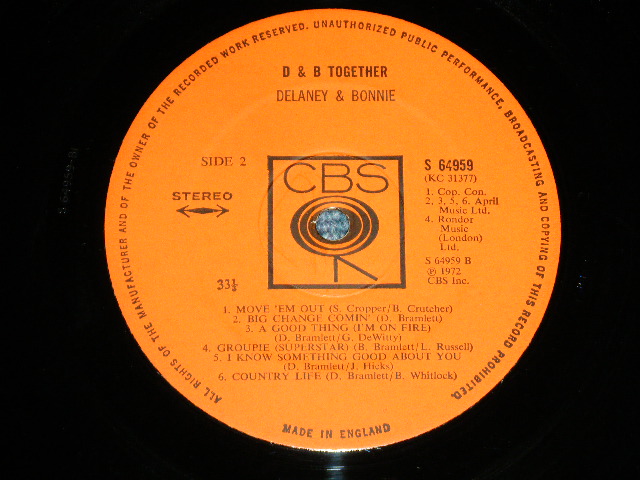 ALL RIGHTS OF THE MANUFACTURER AND OF THE OWNER OF THE RECORDED WORK RESERVED. UNAUTHORIZED PUBLIC PERFORMANCE, BROADCASTING AND COPYING OF THIS RECORD PROHIBITED.
D & B TOGETHER
DELANEY & BONNIE
SIDE 2
STEREO
33⅓
CBS
S 64959
(KC 31377)
1. Cop. Con.
2, 3, 5, 6. April
Music Ltd.
4. Rondor
Music
(London)
Ltd.
S 64959 B
℗ 1972
CBS Inc.
1. MOVE 'EM OUT (S. Cropper/B. Crutcher)
2. BIG CHANGE COMIN' (D. Bramlett)
3. A GOOD THING (I'M ON FIRE)
(D. Bramlett/G. DeWitty)
4. GROUPIE (SUPERSTAR) (B. Bramlett/L. Russell)
5. I KNOW SOMETHING GOOD ABOUT YOU
(D. Bramlett/J. Hicks)
6. COUNTRY LIFE (D. Bramlett/B. Whitlock)
MADE IN ENGLAND